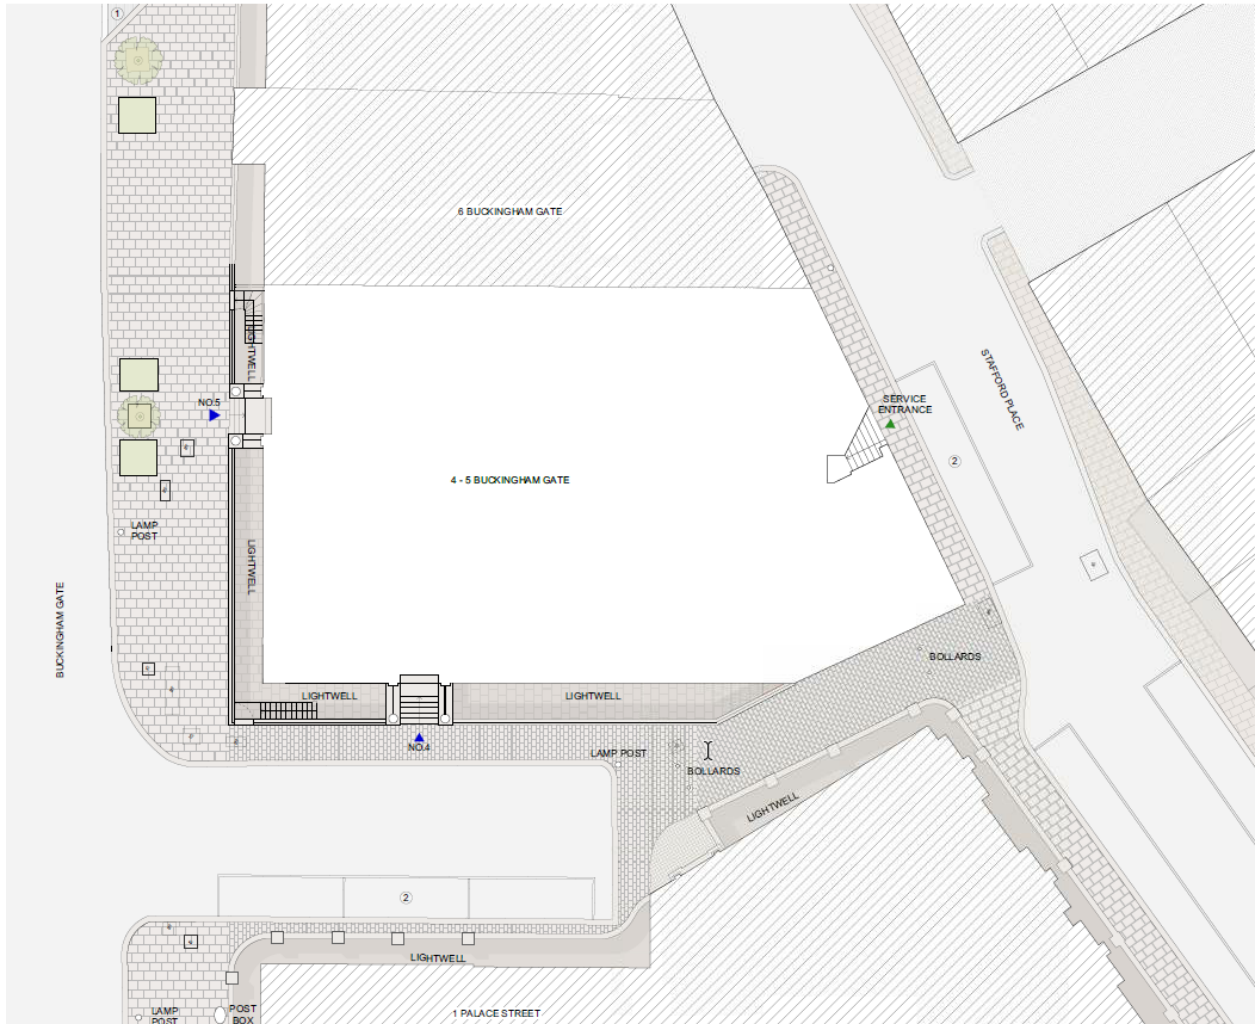 1
6 BUCKINGHAM GATE
LIGHTWELL
STAFFORD PLACE
NO.5
SERVICE
ENTRANCE
2
4 - 5 BUCKINGHAM GATE
LAMP
POST
LIGHTWELL
BUCKINGHAM GATE
BOLLARDS
LIGHTWELL
LIGHTWELL
NO.4
LAMP POST
BOLLARDS
LIGHTWELL
2
LIGHTWELL
LAMP
POST
POST
BOX
1 PALACE STREET